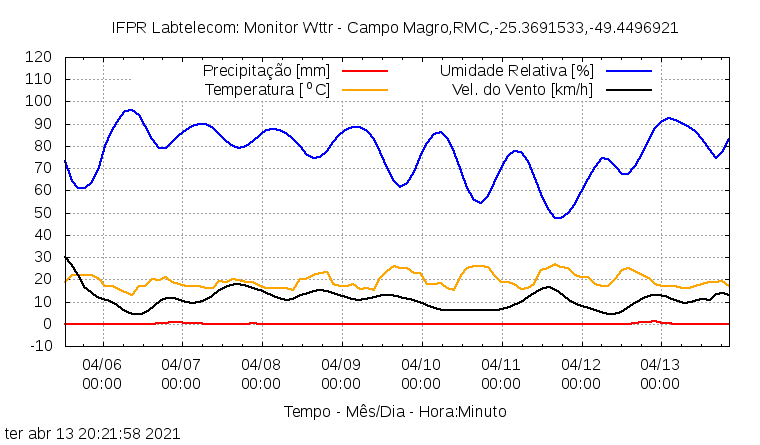 IFPR Labtelecom: Monitor Wttr - Campo Magro,RMC,-25.3691533,-49.4496921
Precipitação [mm]
Temperatura [ ⁰C]
Umidade Relativa [%]
Vel. do Vento [km/h]
120
110
100
90
80
70
60
50
40
30
20
10
0
-10
04/06 04/07 04/08 04/09 04/10 04/11 04/12 04/13
00:00 00:00 00:00 00:00 00:00 00:00 00:00 00:00
Tempo - Mês/Dia - Hora:Minuto
ter abr 13 20:21:58 2021